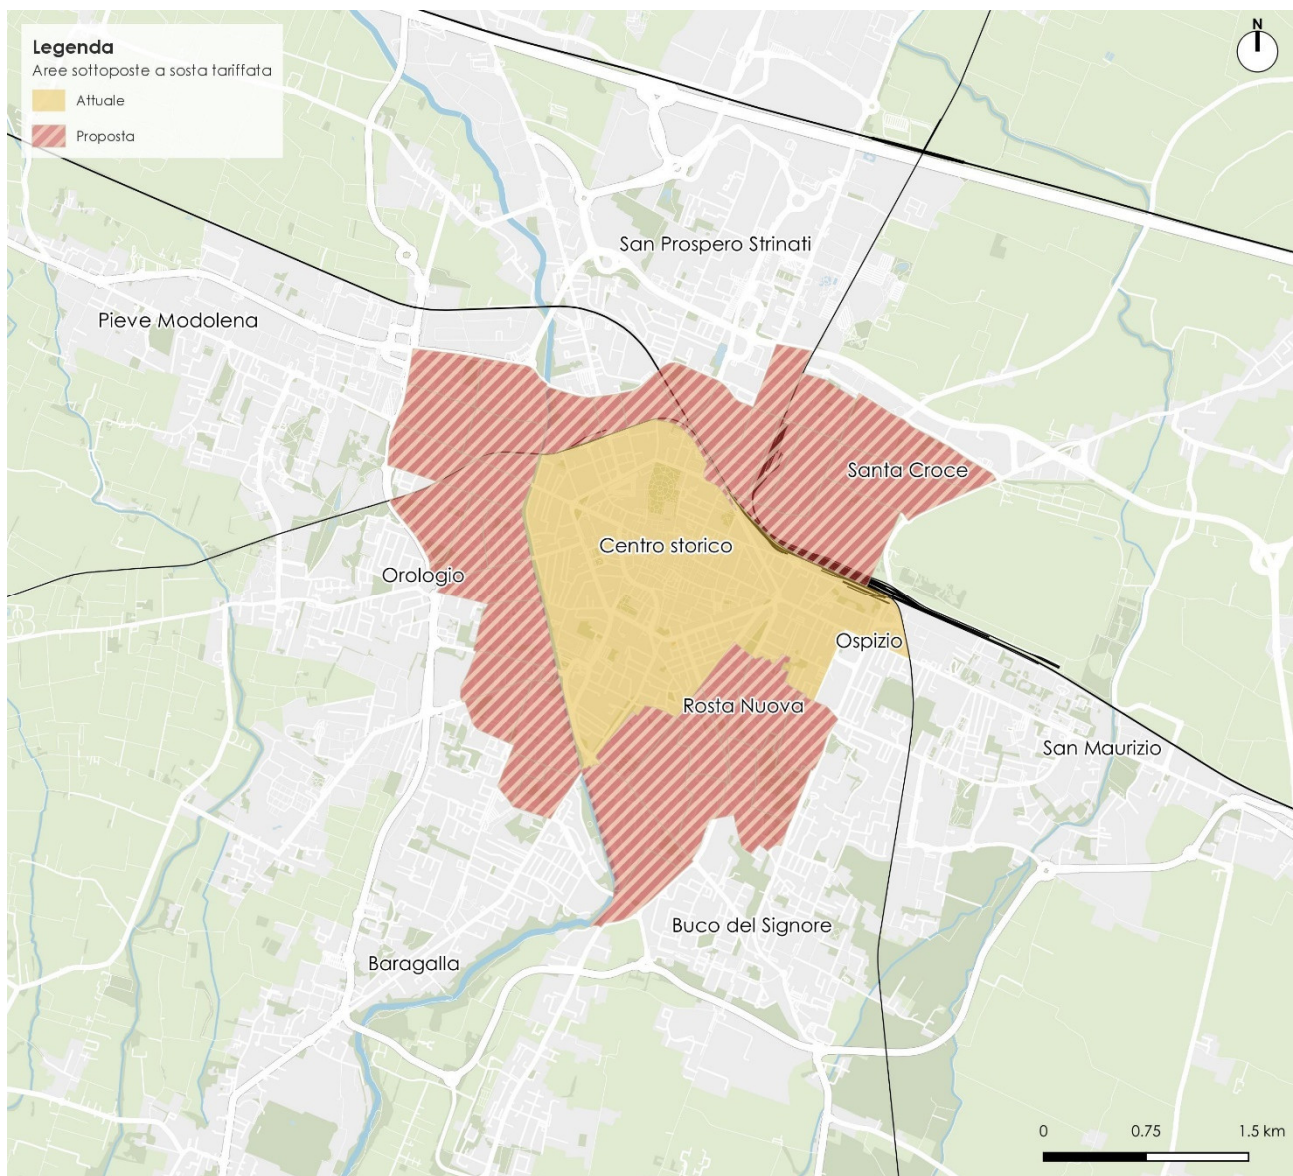 Legenda
Aree sottoposte a sosta tariffata
Attuale
Proposta
N
San Prospero Strinati
Pieve Modolena
Santa Croce
Centro storico
Orologio
Ospizio
Rosta Nuova
San Maurizio
Buco del Signore
Baragalla
0 0.75 1.5 km